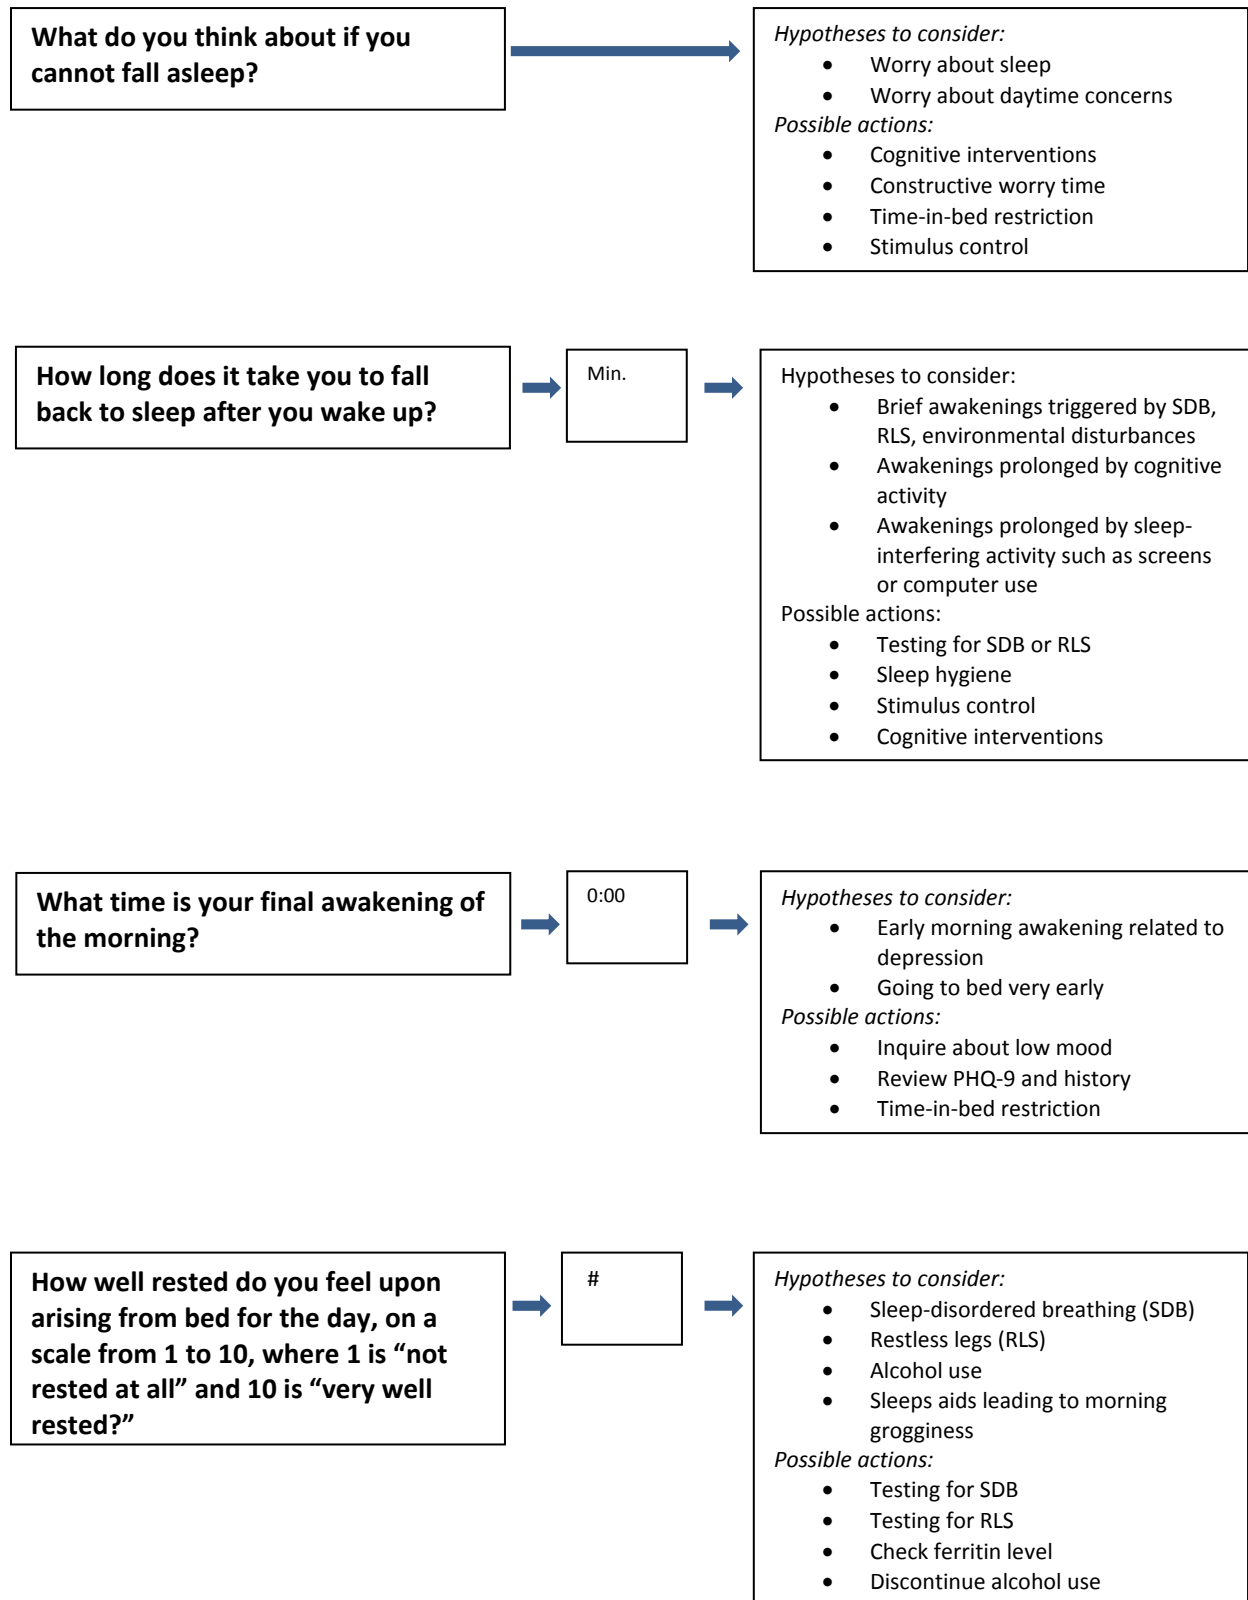 What do you think about if you
cannot fall asleep?
Hypotheses to consider:
• Worry about sleep
• Worry about daytime concerns
Possible actions:
• Cognitive interventions
• Constructive worry time
• Time-in-bed restriction
• Stimulus control
How long does it take you to fall
back to sleep after you wake up?
Min.
Hypotheses to consider:
• Brief awakenings triggered by SDB,
RLS, environmental disturbances
• Awakenings prolonged by cognitive
activity
• Awakenings prolonged by sleep-
interfering activity such as screens
or computer use
Possible actions:
• Testing for SDB or RLS
• Sleep hygiene
• Stimulus control
• Cognitive interventions
What time is your final awakening of
the morning?
0:00
Hypotheses to consider:
• Early morning awakening related to
depression
• Going to bed very early
Possible actions:
• Inquire about low mood
• Review PHQ-9 and history
• Time-in-bed restriction
How well rested do you feel upon
arising from bed for the day, on a
scale from 1 to 10, where 1 is “not
rested at all” and 10 is “very well
rested?”
#
Hypotheses to consider:
• Sleep-disordered breathing (SDB)
• Restless legs (RLS)
• Alcohol use
• Sleeps aids leading to morning
grogginess
Possible actions:
• Testing for SDB
• Testing for RLS
• Check ferritin level
• Discontinue alcohol use